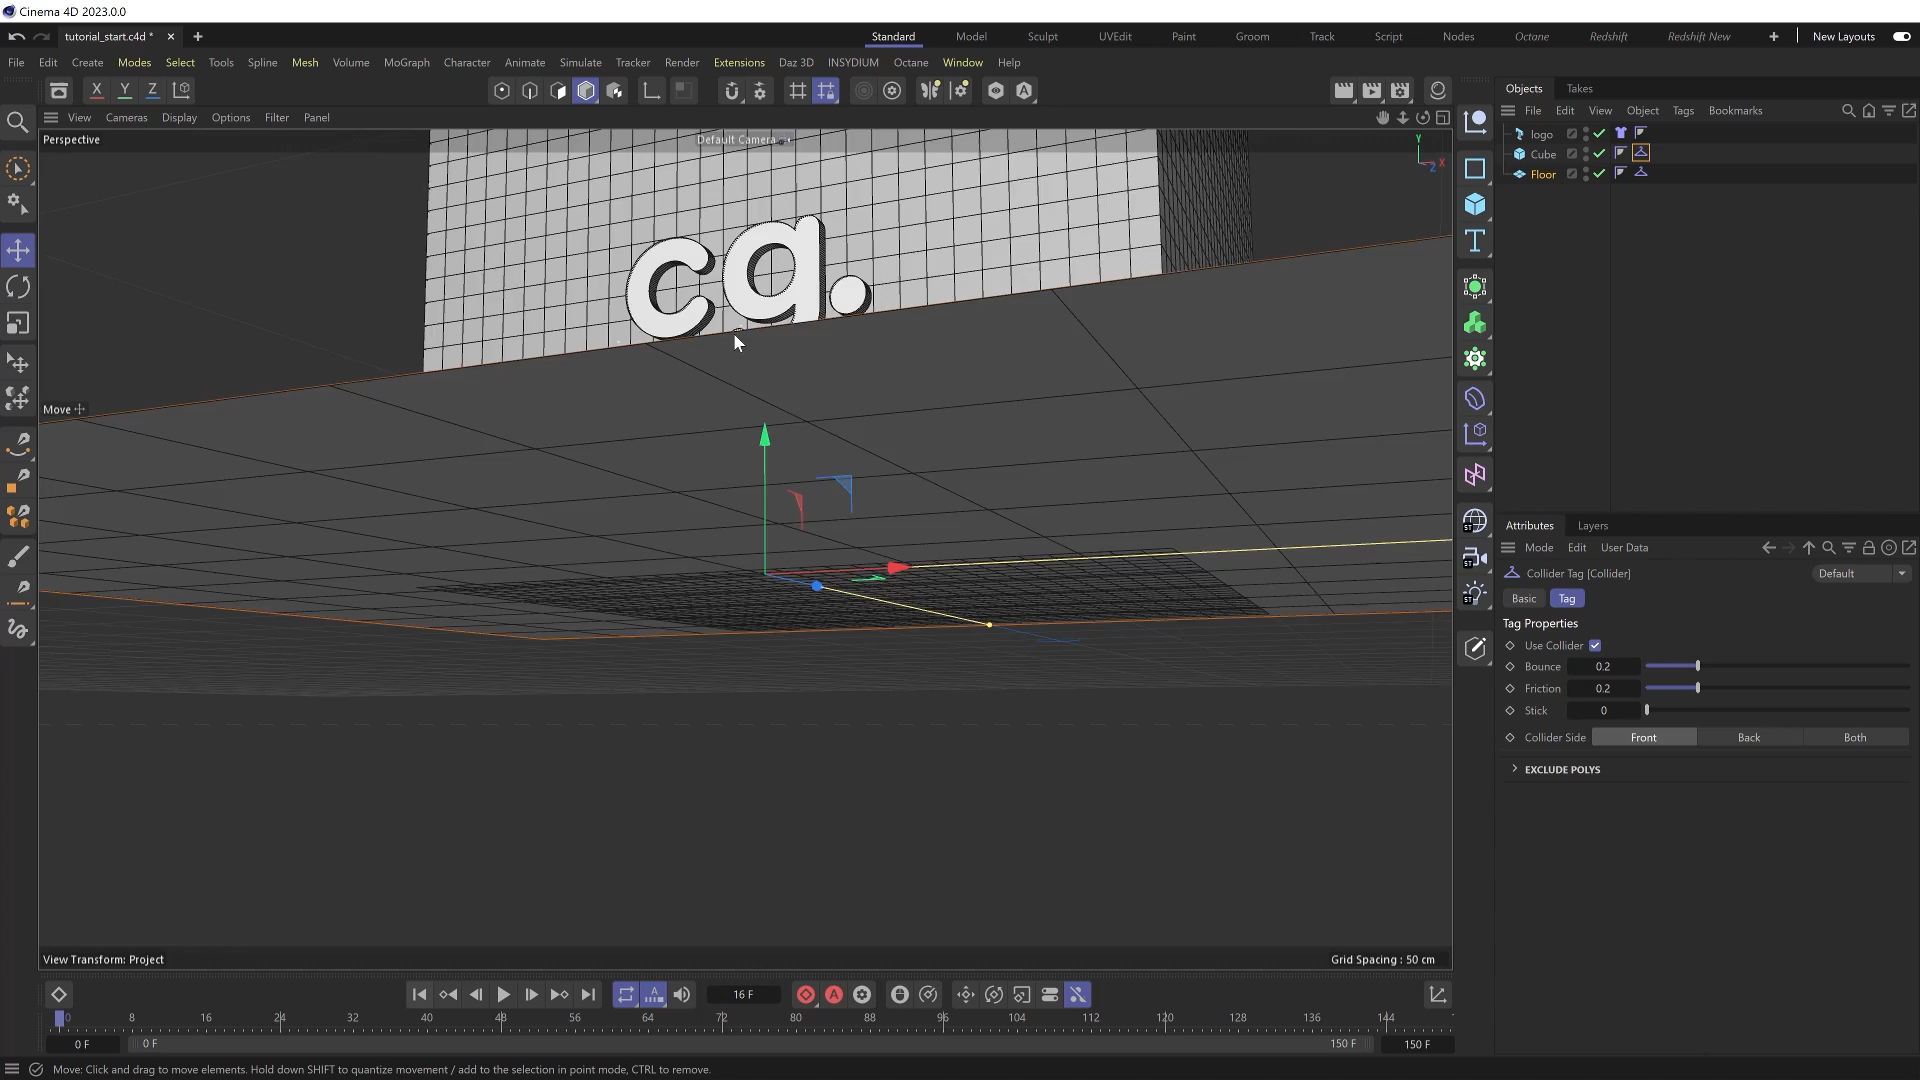 Cinema 4D 2023.0.0
tutorial_start.c4d *
Standard
Model
Sculpt
UVEdit
Paint
Groom
Track
Script
Nodes
Octane
Redshift
Redshift New
New Layouts
File
Edit
Create
Modes
Select
Tools
Spline
Mesh
Volume
MoGraph
Character
Animate
Simulate
Tracker
Render
Extensions
Daz 3D
INSYDIUM
Octane
Window
Help
X
Y
Z
View
Cameras
Display
Options
Filter
Panel
Perspective
Default Camera
Y
X
Z
cg.
Move
View Transform: Project
Grid Spacing : 50 cm
Objects
Takes
File
Edit
View
Object
Tags
Bookmarks
logo
Cube
Floor
ST
ST
ST
Attributes
Layers
Mode
Edit
User Data
Collider Tag [Collider]
Default
Basic
Tag
Tag Properties
Use Collider
Bounce
0.2
Friction
0.2
Stick
0
Collider Side
Front
Back
Both
EXCLUDE POLYS
16 F
0
8
16
24
32
40
48
56
64
72
80
88
96
104
112
120
128
136
144
0 F
0 F
150 F
150 F
Move: Click and drag to move elements. Hold down SHIFT to quantize movement / add to the selection in point mode, CTRL to remove.